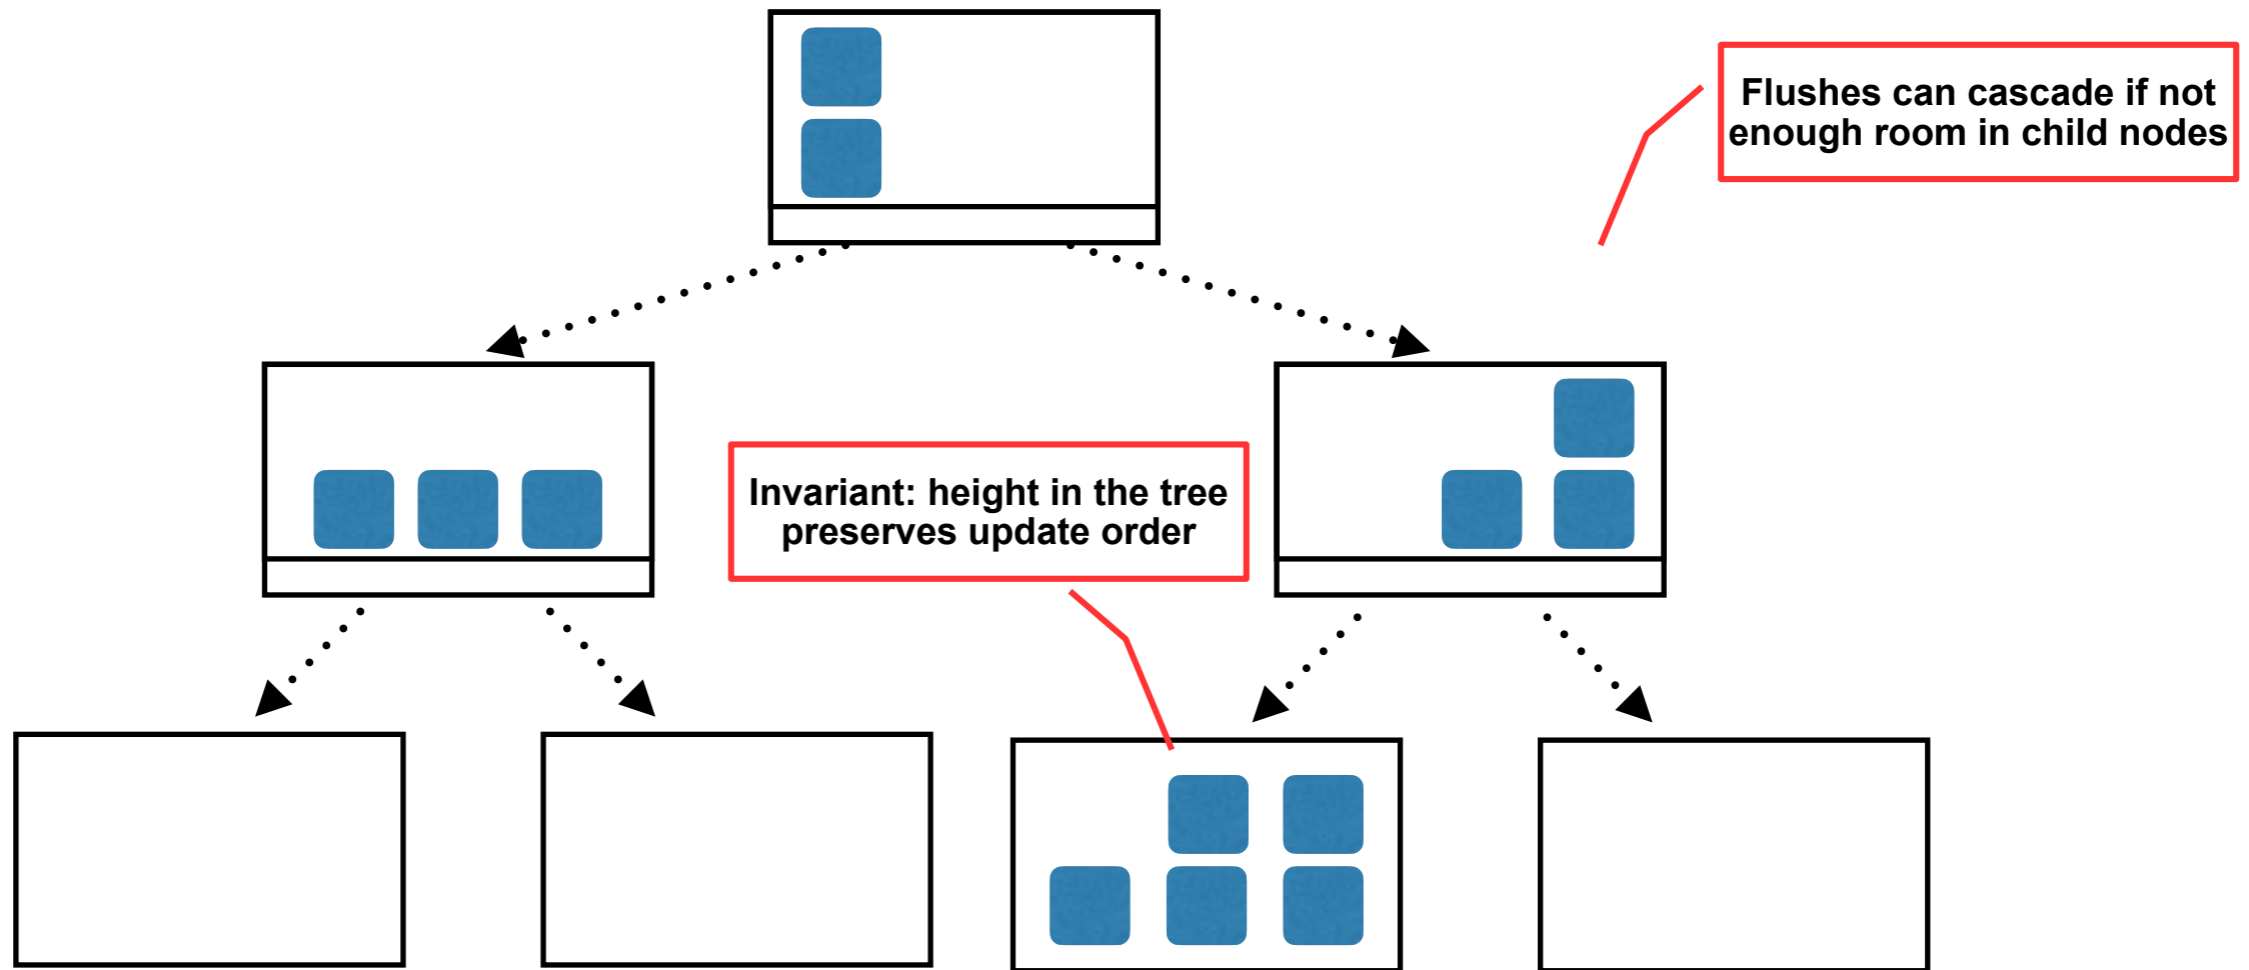 Flushes can cascade if not
enough room in child nodes
Invariant: height in the tree
preserves update order